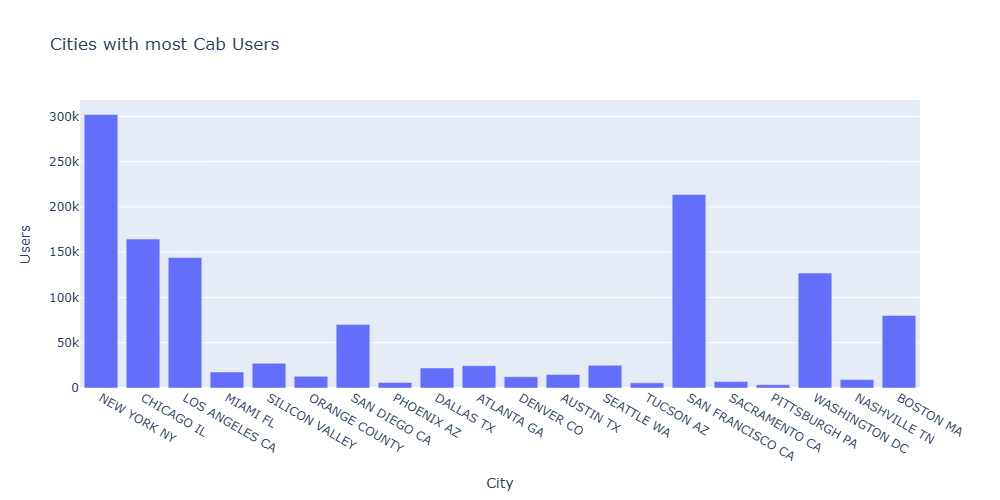 Cities with most Cab Users
300k
250k
200k
150k
100k
50k
0
Users
NEW YORK NY
CHICAGO IL
LOS ANGELES CA
MIAMI FL
SILICON VALLEY
ORANGE COUNTY
SAN DIEGO CA
PHOENIX AZ
DALLAS TX
ATLANTA GA
DENVER CO
AUSTIN TX
SEATTLE WA
TUCSON AZ
SAN FRANCISCO CA
SACRAMENTO CA
PITTSBURGH PA
WASHINGTON DC
NASHVILLE TN
BOSTON MA
City